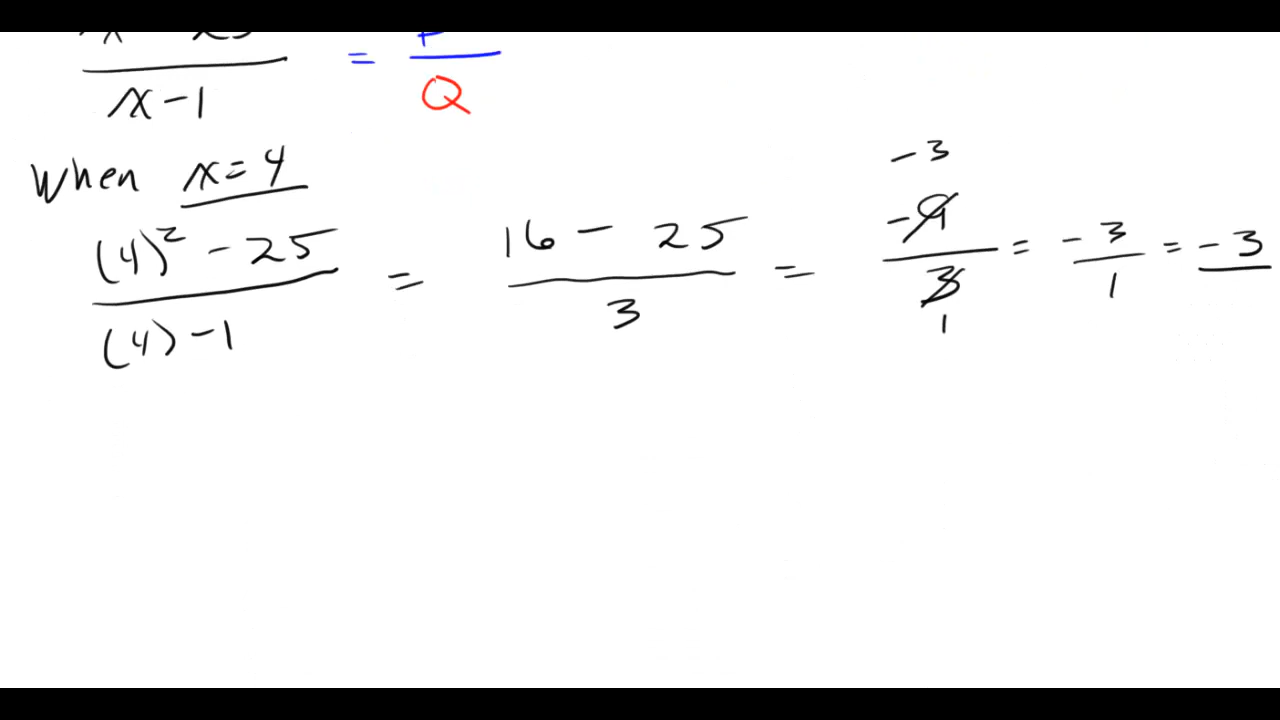 x - 1 = Q
When x = 4
(4)² - 25 / (4) - 1 = 16 - 25 / 3 = -9 / 3 = -3 / 1 = -3
-3
1